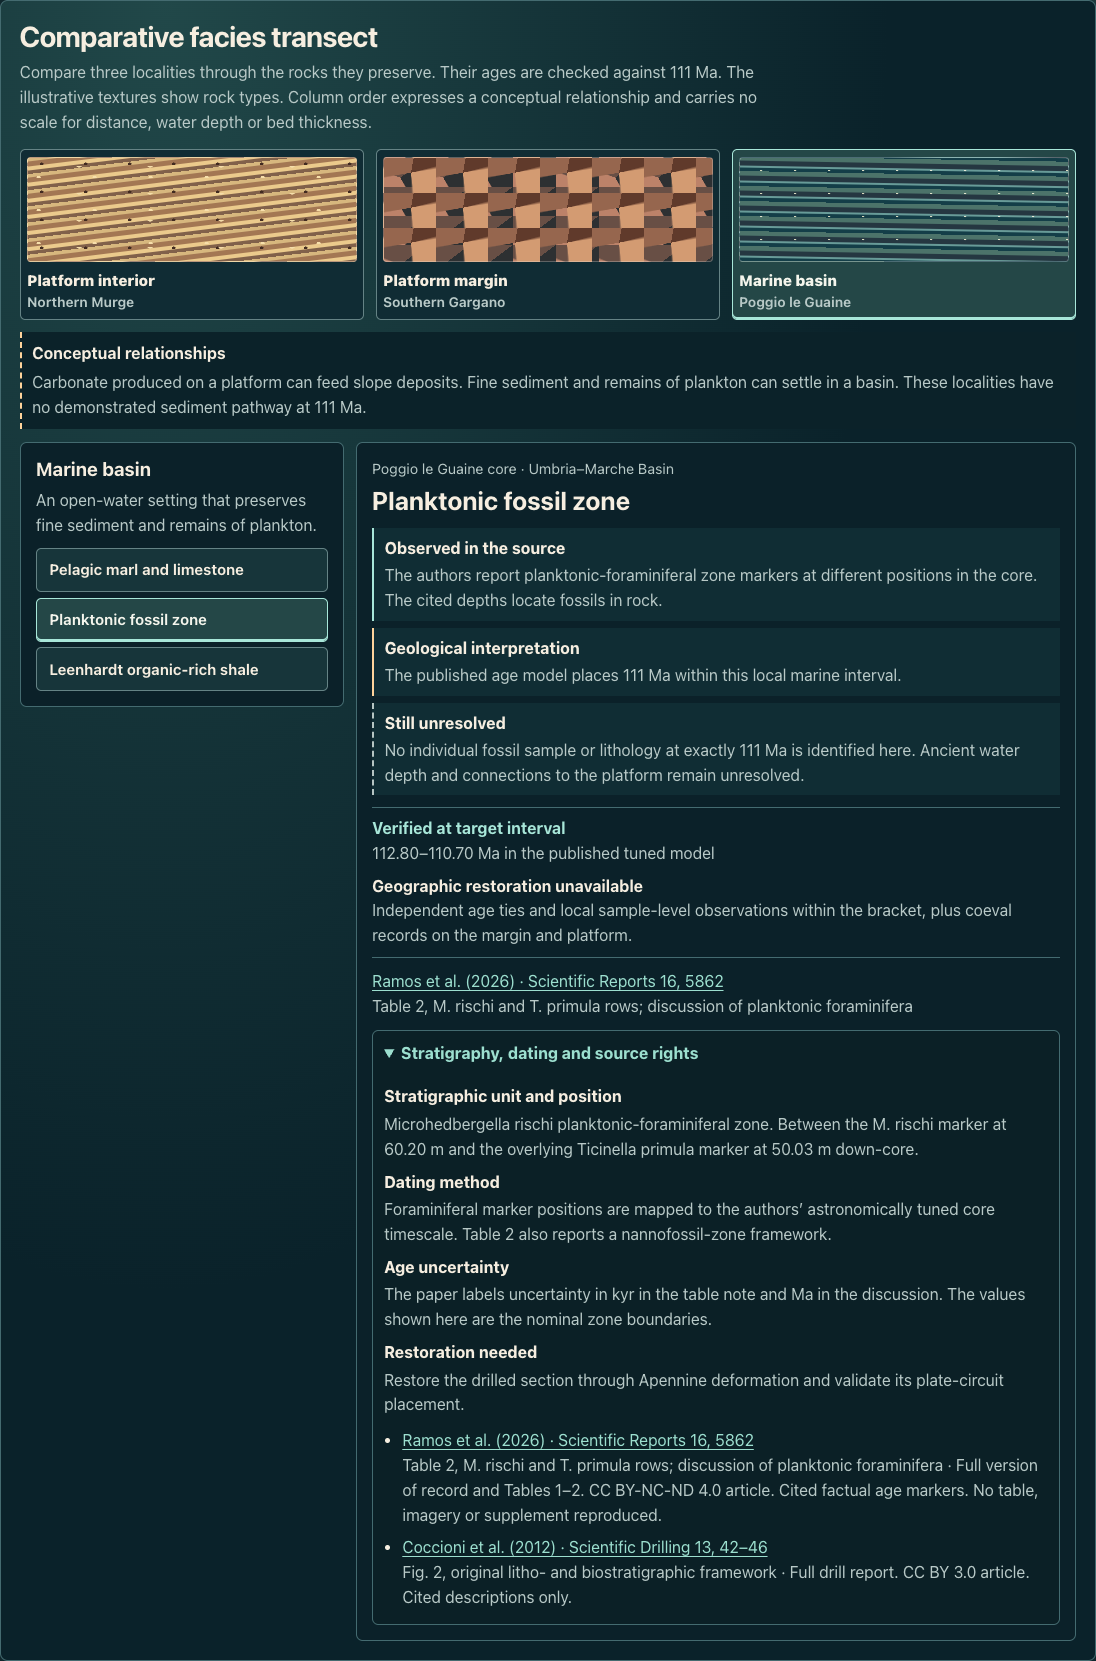 Comparative facies transect
Compare three localities through the rocks they preserve. Their ages are checked against 111 Ma. The
illustrative textures show rock types. Column order expresses a conceptual relationship and carries no
scale for distance, water depth or bed thickness.
Platform interior
Northern Murge
Platform margin
Southern Gargano
Marine basin
Poggio le Guaine
Conceptual relationships
Carbonate produced on a platform can feed slope deposits. Fine sediment and remains of plankton can settle in a basin. These localities have
no demonstrated sediment pathway at 111 Ma.
Marine basin
An open-water setting that preserves
fine sediment and remains of plankton.
Pelagic marl and limestone
Planktonic fossil zone
Leenhardt organic-rich shale
Poggio le Guaine core · Umbria–Marche Basin
Planktonic fossil zone
Observed in the source
The authors report planktonic-foraminiferal zone markers at different positions in the core.
The cited depths locate fossils in rock.
Geological interpretation
The published age model places 111 Ma within this local marine interval.
Still unresolved
No individual fossil sample or lithology at exactly 111 Ma is identified here. Ancient water
depth and connections to the platform remain unresolved.
Verified at target interval
112.80–110.70 Ma in the published tuned model
Geographic restoration unavailable
Independent age ties and local sample-level observations within the bracket, plus coeval
records on the margin and platform.
Ramos et al. (2026) · Scientific Reports 16, 5862
Table 2, M. rischi and T. primula rows; discussion of planktonic foraminifera
▼ Stratigraphy, dating and source rights
Stratigraphic unit and position
Microhedbergella rischi planktonic-foraminiferal zone. Between the M. rischi marker at
60.20 m and the overlying Ticinella primula marker at 50.03 m down-core.
Dating method
Foraminiferal marker positions are mapped to the authors’ astronomically tuned core
timescale. Table 2 also reports a nannofossil-zone framework.
Age uncertainty
The paper labels uncertainty in kyr in the table note and Ma in the discussion. The values
shown here are the nominal zone boundaries.
Restoration needed
Restore the drilled section through Apennine deformation and validate its plate-circuit
placement.
• Ramos et al. (2026) · Scientific Reports 16, 5862
Table 2, M. rischi and T. primula rows; discussion of planktonic foraminifera · Full version
of record and Tables 1–2. CC BY-NC-ND 4.0 article. Cited factual age markers. No table,
imagery or supplement reproduced.
• Coccioni et al. (2012) · Scientific Drilling 13, 42–46
Fig. 2, original litho- and biostratigraphic framework · Full drill report. CC BY 3.0 article.
Cited descriptions only.